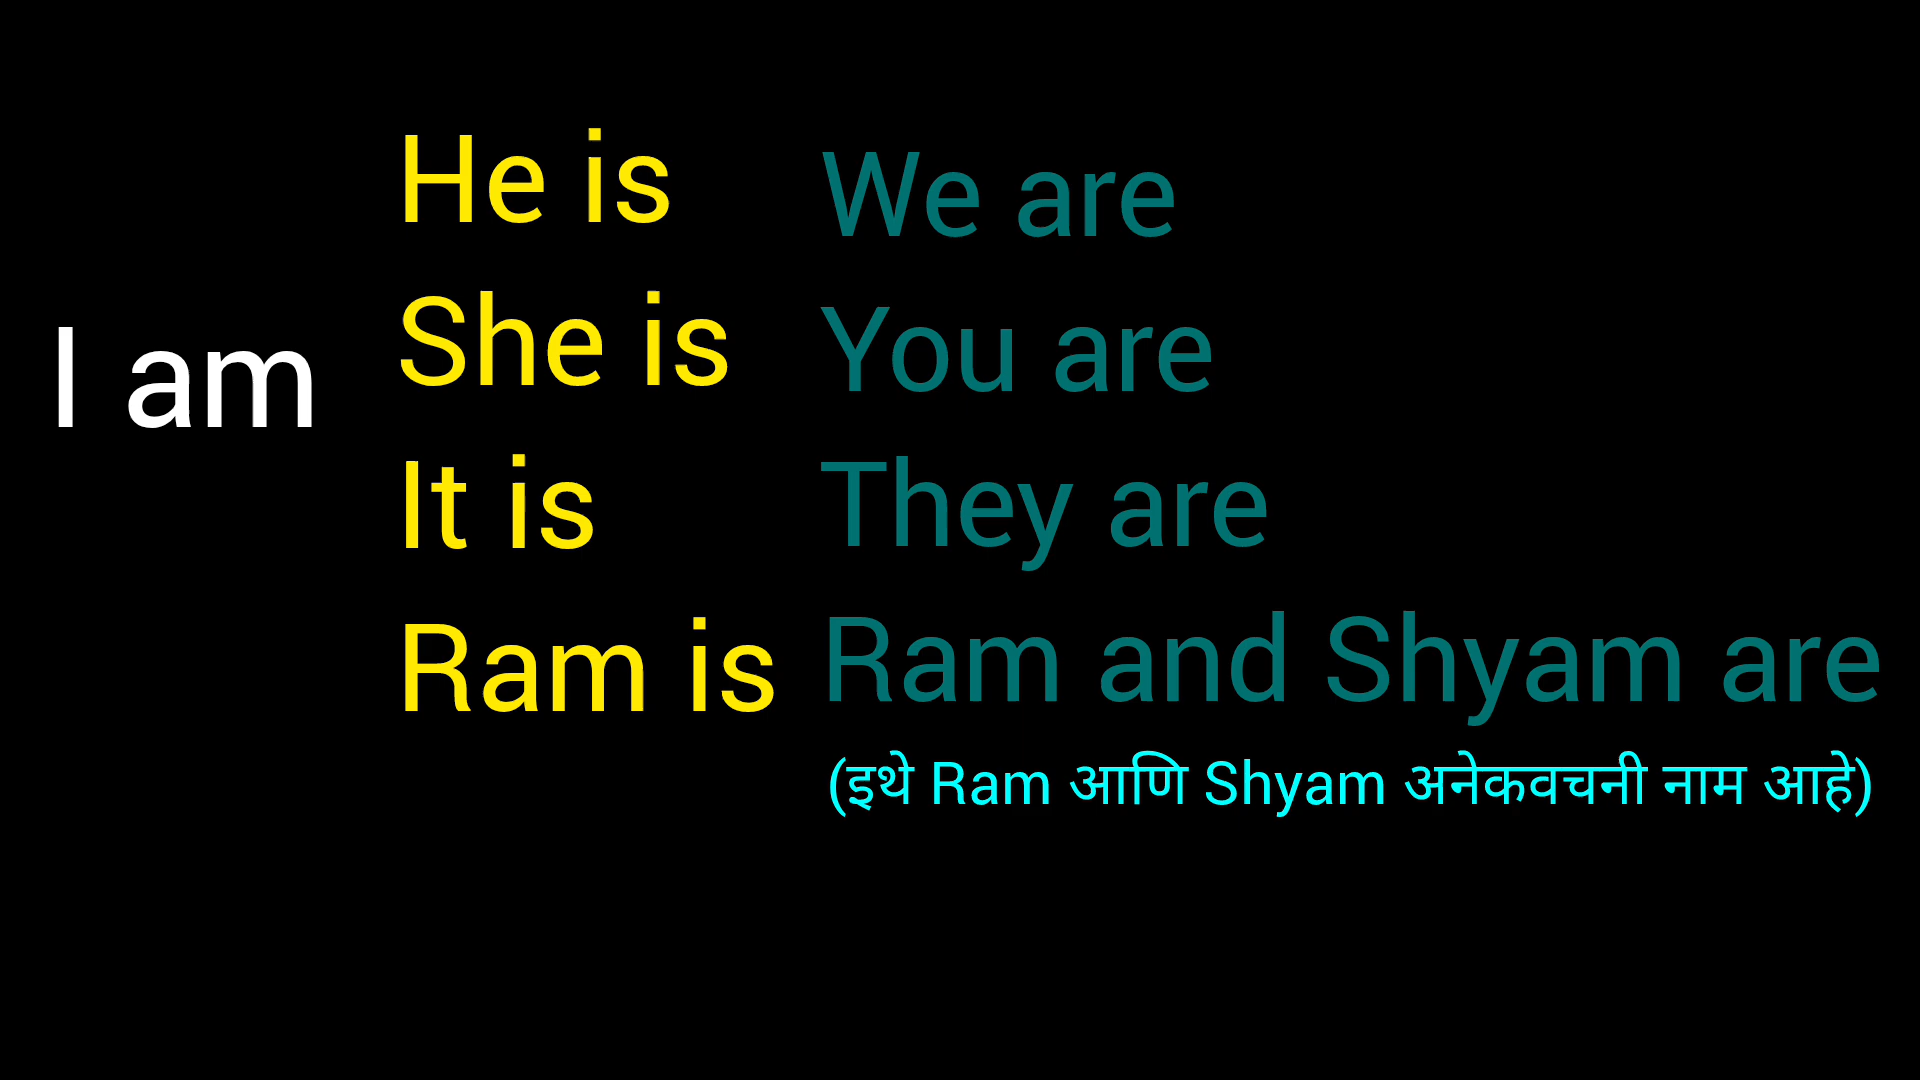 I am
He is
She is
It is
Ram is
We are
You are
They are
Ram and Shyam are
(इथे Ram आणि Shyam अनेकवचनी नाम आहे)